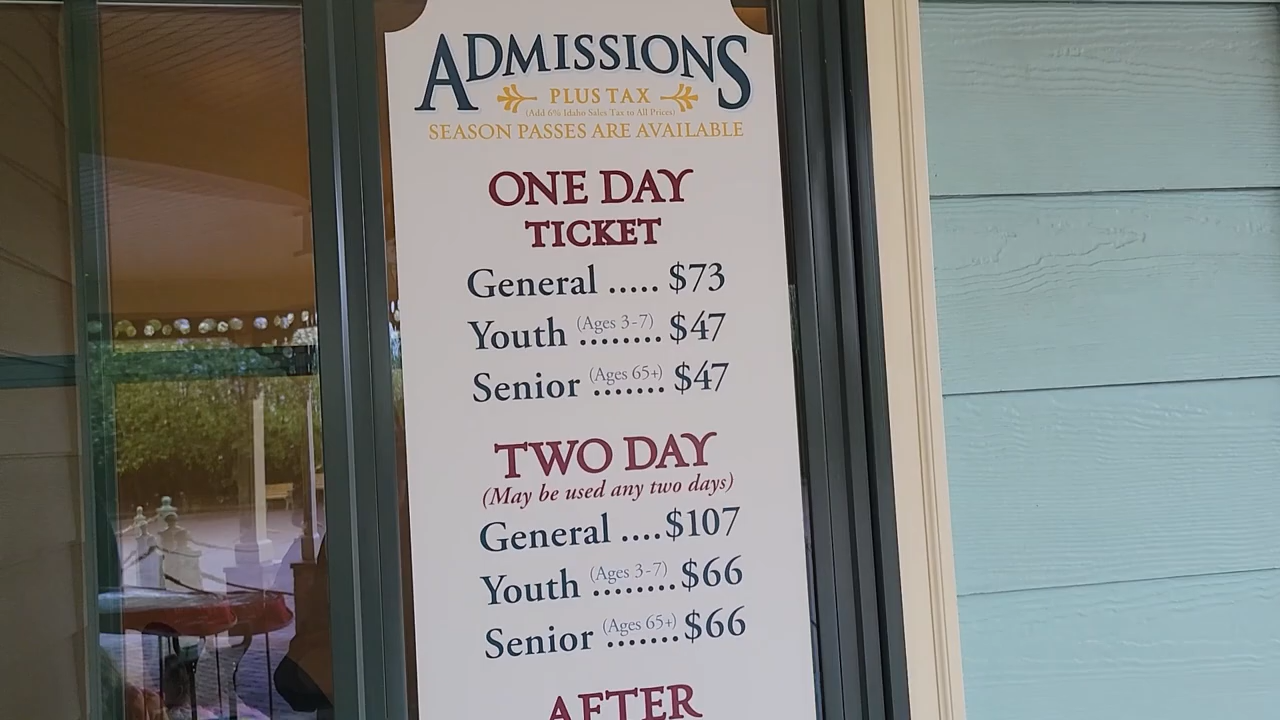 ADMISSIONS
PLUS TAX
(Add 6% Idaho Sales Tax to All Prices)
SEASON PASSES ARE AVAILABLE
ONE DAY
TICKET
General ..... $73
Youth (Ages 3-7) ........ $47
Senior (Ages 65+) ....... $47
TWO DAY
(May be used any two days)
General ....$107
Youth (Ages 3-7) ........$66
Senior (Ages 65+) .......$66
AFTER